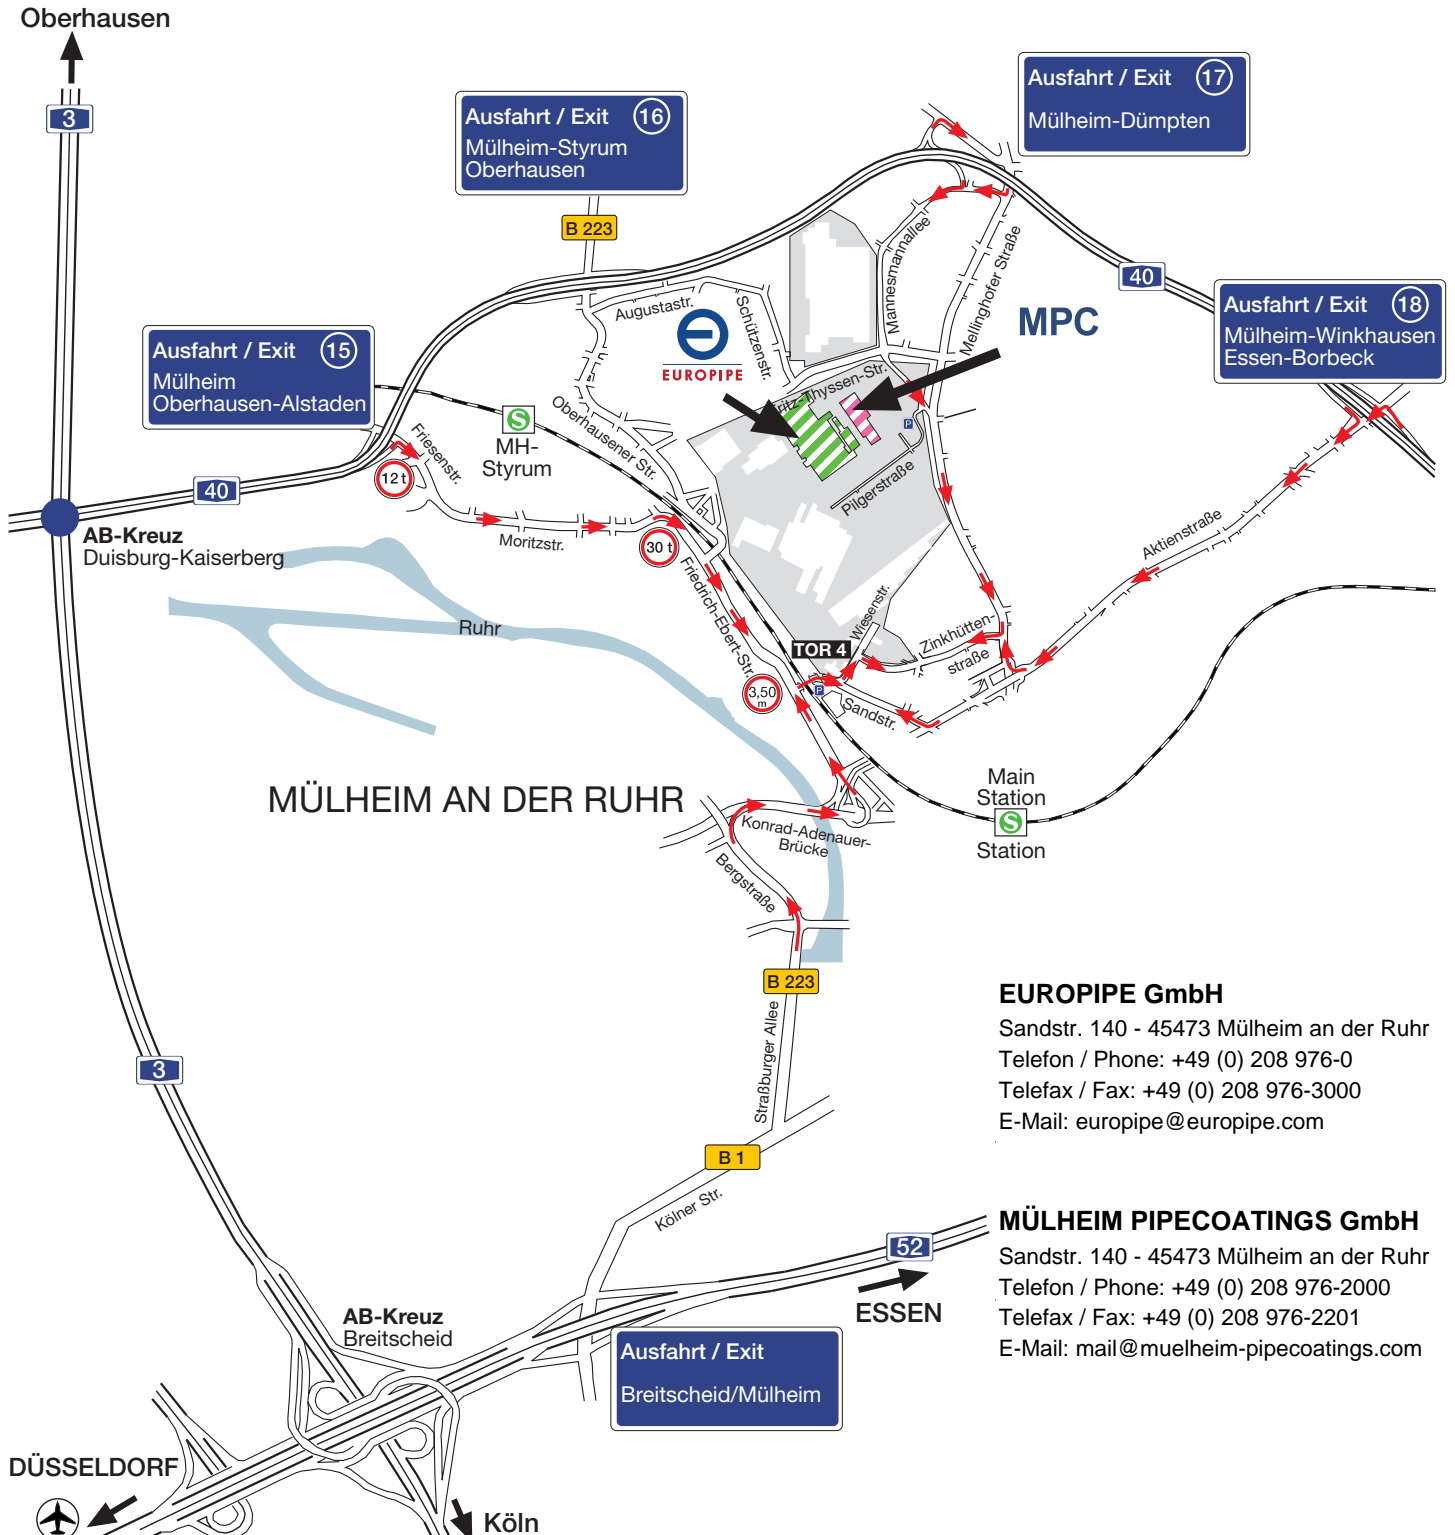 Oberhausen
3
Ausfahrt / Exit 17
Mülheim-Dümpten
Ausfahrt / Exit 16
Mülheim-Styrum
Oberhausen
B 223
40
Ausfahrt / Exit 18
Mülheim-Winkhausen
Essen-Borbeck
Ausfahrt / Exit 15
Mülheim
Oberhausen-Alstaden
Augustastr.
Schützenstr.
Mannesmannallee
Mellinghofer Straße
MPC
EUROPIPE
ritz-Thyssen-Str.
P
Oberhausener Str.
S
MH-
Styrum
Friesenstr.
12 t
40
AB-Kreuz
Duisburg-Kaiserberg
Moritzstr.
30 t
Pilgerstraße
Aktienstraße
Friedrich-Ebert-Str.
Ruhr
Wiesenstr.
Zinkhütten-
straße
TOR 4
3,50
m
P
Sandstr.
MÜLHEIM AN DER RUHR
Main
Station
S
Station
Konrad-Adenauer-
Brücke
Bergstraße
B 223
Straßburger Allee
EUROPIPE GmbH
Sandstr. 140 - 45473 Mülheim an der Ruhr
Telefon / Phone: +49 (0) 208 976-0
Telefax / Fax: +49 (0) 208 976-3000
E-Mail: europipe@europipe.com
3
B 1
Kölner Str.
MÜLHEIM PIPECOATINGS GmbH
Sandstr. 140 - 45473 Mülheim an der Ruhr
Telefon / Phone: +49 (0) 208 976-2000
Telefax / Fax: +49 (0) 208 976-2201
E-Mail: mail@muelheim-pipecoatings.com
52
ESSEN
AB-Kreuz
Breitscheid
Ausfahrt / Exit
Breitscheid/Mülheim
DÜSSELDORF
Köln